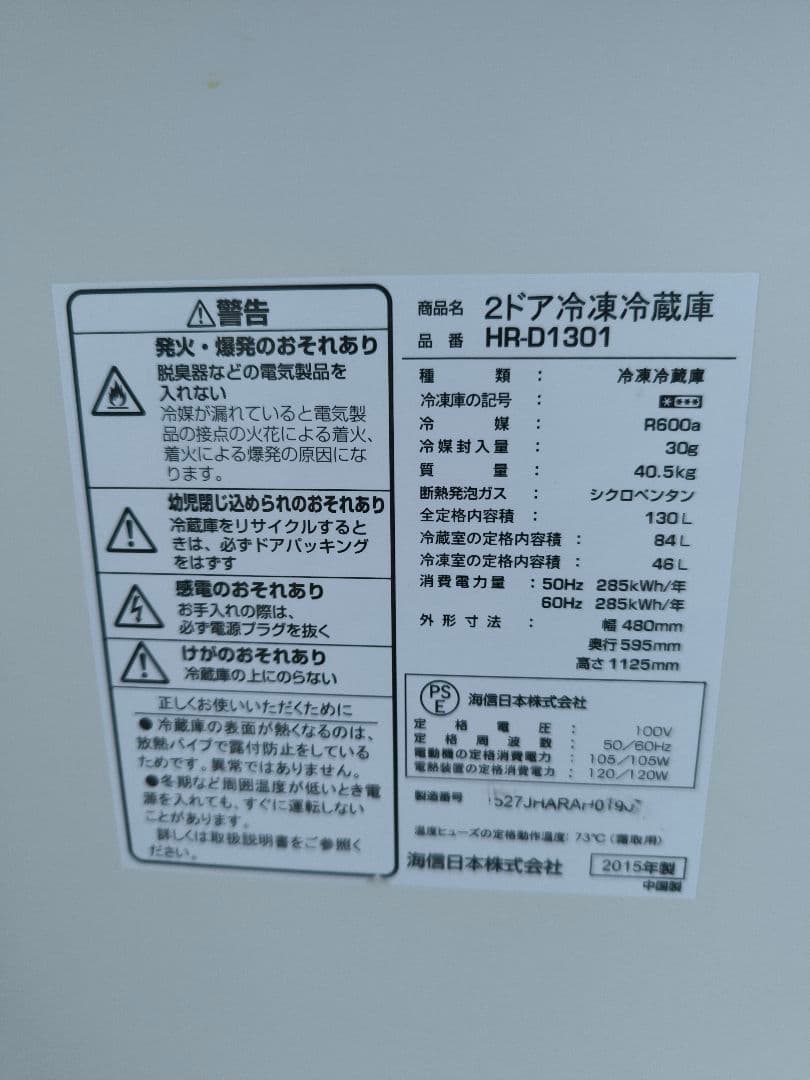 ⚠警告
発火・爆発のおそれあり
脱臭器などの電気製品を
入れない
冷媒が漏れていると電気製
品の接点の火花による着火、
着火による爆発の原因にな
ります。
幼児閉じ込められのおそれあり
冷蔵庫をリサイクルすると
きは、必ずドアパッキング
をはずす
感電のおそれあり
お手入れの際は、
必ず電源プラグを抜く
けがのおそれあり
冷蔵庫の上にのらない
正しくお使いいただくために
●冷蔵庫の表面が熱くなるのは、
放熱パイプで露付防止をしている
ためです。異常ではありません。
●冬期など周囲温度が低いとき電
源を入れても、すぐに運転しない
ことがあります。
詳しくは取扱説明書をご参照く
ださい。
商品名 2ドア冷凍冷蔵庫
品番 HR-D1301
種類 : 冷凍冷蔵庫
冷凍庫の記号 :
冷媒 : R600a
冷媒封入量 : 30g
質量 : 40.5kg
断熱発泡ガス : シクロペンタン
全定格内容積 : 130L
冷蔵室の定格内容積 : 84L
冷凍室の定格内容積 : 46L
消費電力量 : 50Hz 285kWh/年
60Hz 285kWh/年
外形寸法 : 幅 480mm
奥行 595mm
高さ 1125mm
PS
E 海信日本株式会社
定格電圧 : 100V
定格周波数 : 50/60Hz
電動機の定格消費電力 : 105/105W
電熱装置の定格消費電力 : 120/120W
製造番号
温度ヒューズの定格動作温度: 73℃(霜取用)
海信日本株式会社 2015年製
中国製